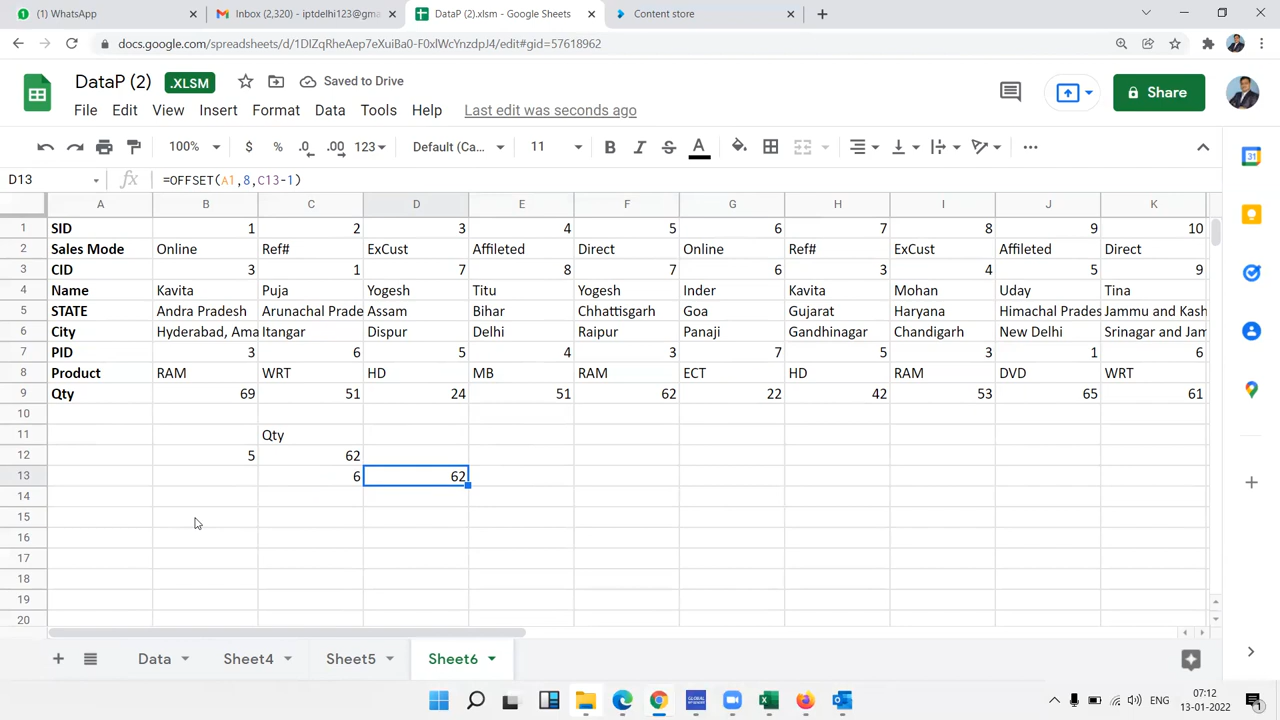 (1) WhatsApp
Inbox (2,320) - iptdelhi123@gma
DataP (2).xlsm - Google Sheets
Content store
docs.google.com/spreadsheets/d/1DIZqRheAep7eXuiBa0-F0xlWcYnzdpJ4/edit#gid=57618962
DataP (2) .XLSM Saved to Drive
Share
File Edit View Insert Format Data Tools Help Last edit was seconds ago
100% $ % .0 .00 123 Default (Ca... 11 B I S A
D13 fx =OFFSET(A1,8,C13-1)
A B C D E F G H I J K
1 SID 1 2 3 4 5 6 7 8 9 10
2 Sales Mode Online Ref# ExCust Affileted Direct Online Ref# ExCust Affileted Direct
3 CID 3 1 7 8 7 6 3 4 5 9
4 Name Kavita Puja Yogesh Titu Yogesh Inder Kavita Mohan Uday Tina
5 STATE Andra Pradesh Arunachal Prade Assam Bihar Chhattisgarh Goa Gujarat Haryana Himachal Prades Jammu and Kash
6 City Hyderabad, Ama Itangar Dispur Delhi Raipur Panaji Gandhinagar Chandigarh New Delhi Srinagar and Jam
7 PID 3 6 5 4 3 7 5 3 1 6
8 Product RAM WRT HD MB RAM ECT HD RAM DVD WRT
9 Qty 69 51 24 51 62 22 42 53 65 61
10
11 Qty
12 5 62
13 6 62
14
15
16
17
18
19
20
Data Sheet4 Sheet5 Sheet6
ENG
07:12
13-01-2022